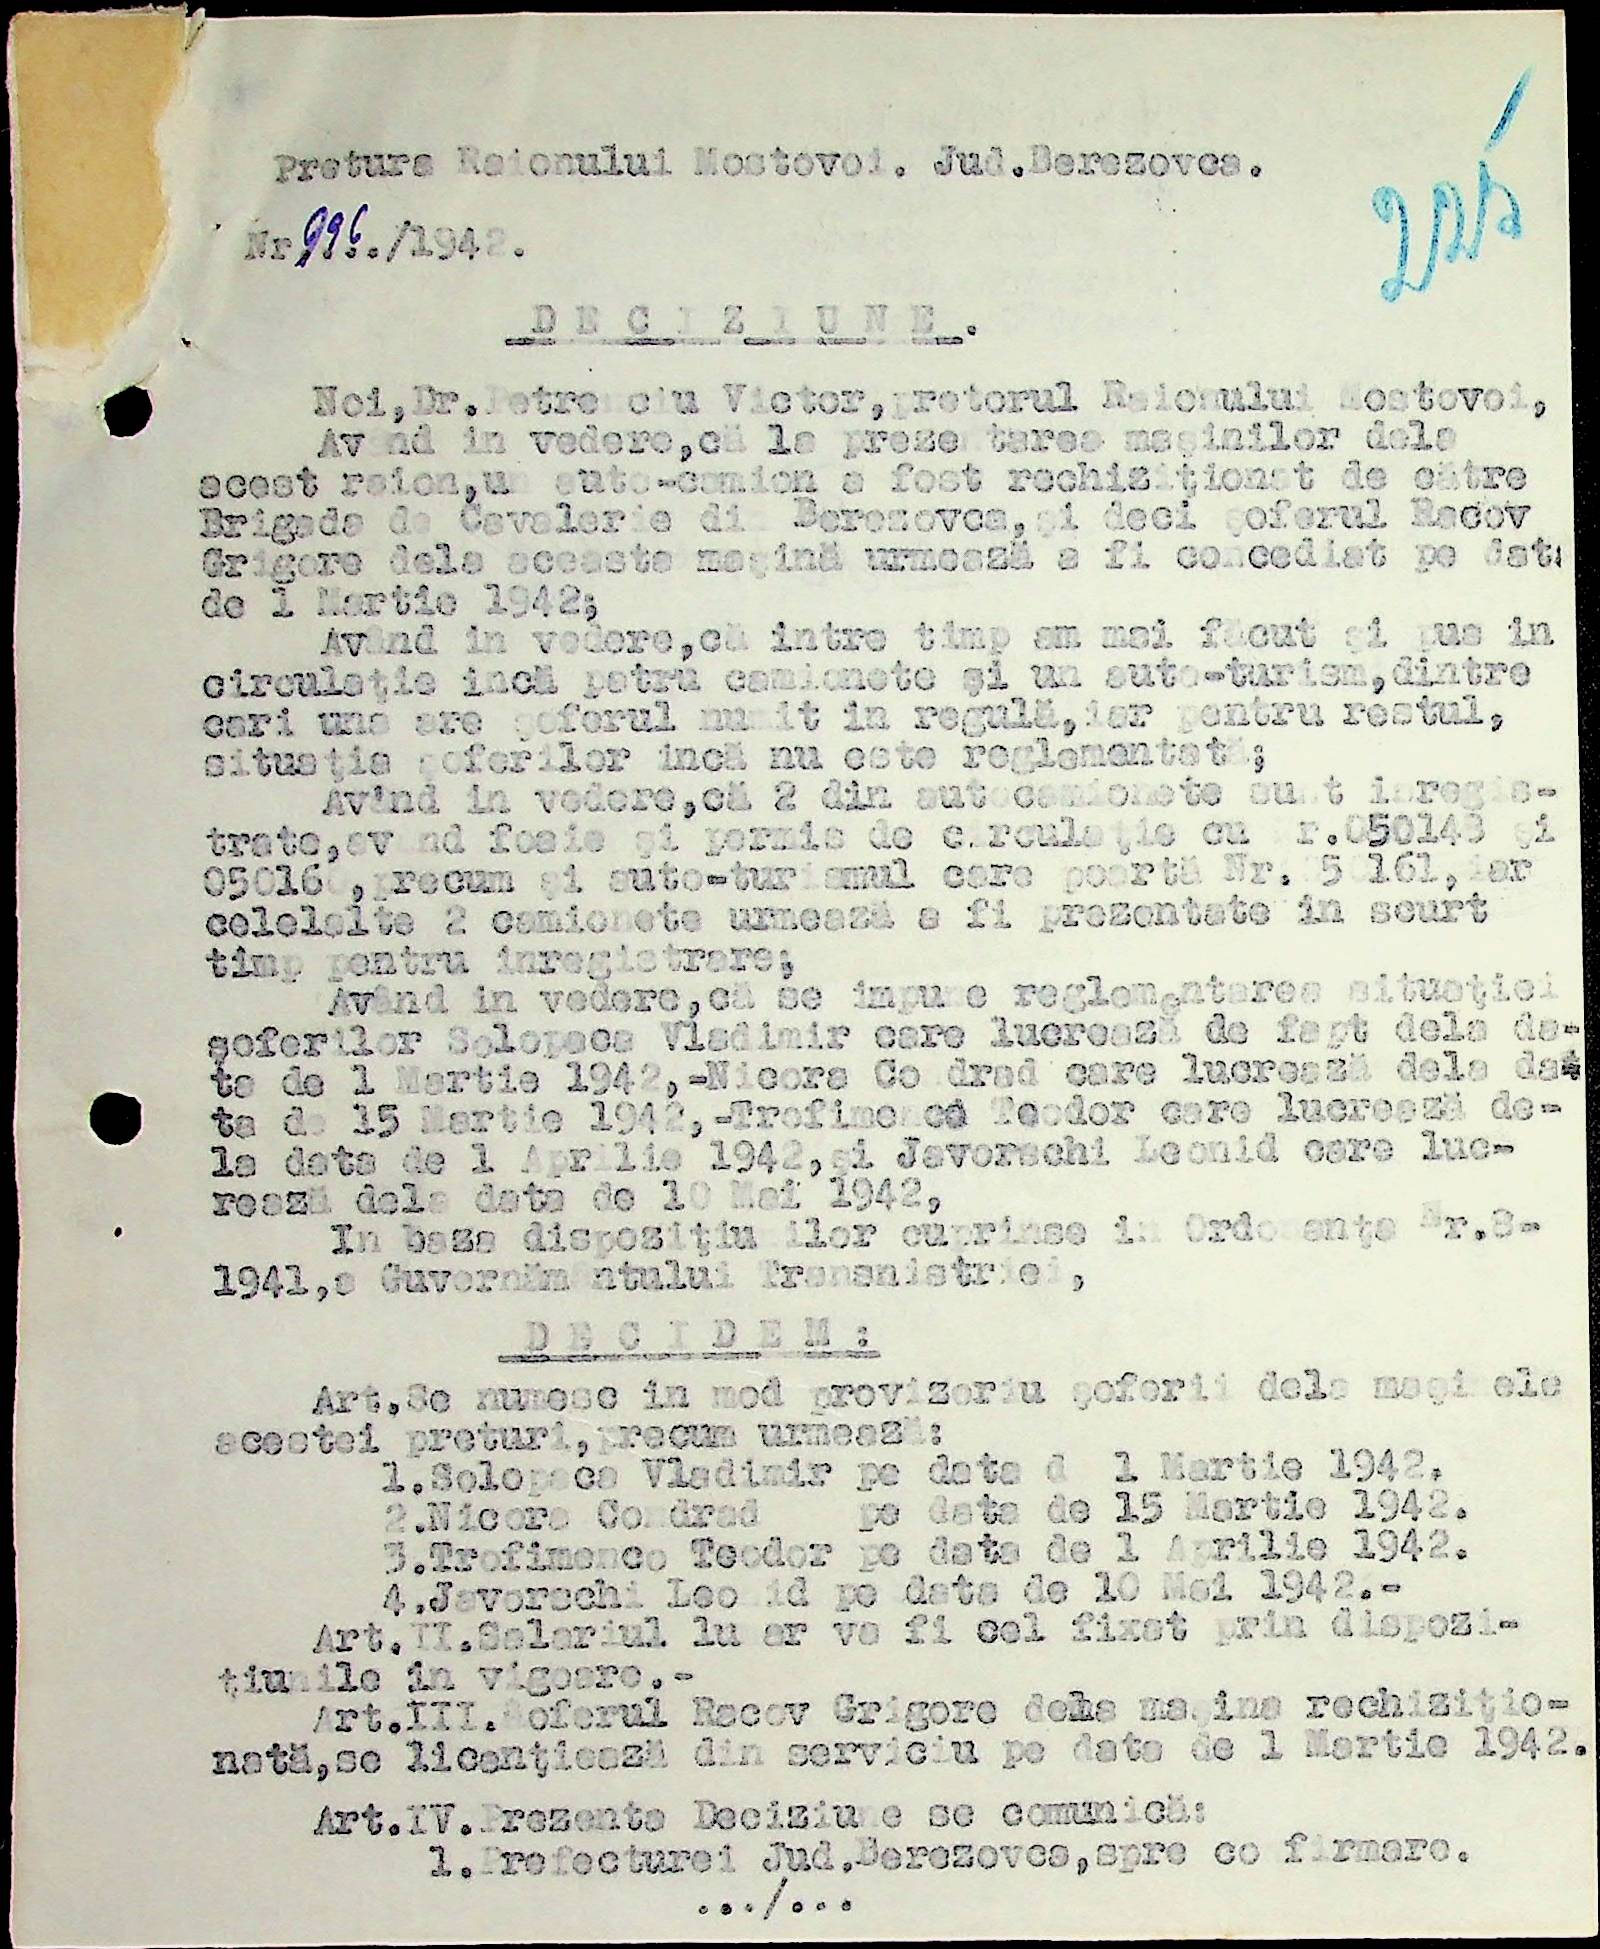 Pretura Raionului Mostovoi. Jud.Berezovca.
205
Nr 996./1942.
DECIZIUNE.
Noi,Dr.Petrenciu Victor,pretorul Raionului Mostovoi,
Având in vedere,că la prezentarea maşinilor dela
acest raion,un auto-camion a fost rechiziţionat de către
Brigada de Cavalerie din Berezovca,şi deci şoferul Racov
Grigore dela aceasta maşină urmează a fi concediat pe data
de 1 Martie 1942;
Având in vedere,că intre timp am mai făcut şi pus in
circulaţie incă patru camionete şi un auto-turism,dintre
cari una are şoferul numit in regulă,iar pentru restul,
situaţia şoferilor incă nu este reglementată;
Având in vedere,că 2 din autocamionete sunt inregis-
trate,avand foaie şi permis de circulaţie cu Nr.050143 şi
05016 ,precum şi auto-turismul care poartă Nr. 5 161,iar
celelalte 2 camionete urmează a fi prezentate in scurt
timp pentru inregistrare;
Având in vedere,că se impune reglementarea situaţiei
şoferilor Solopaca Vladimir care lucrează de fapt dela da-
ta de 1 Martie 1942,-Nicora Condrad care lucrează dela da-
ta de 15 Martie 1942,-Trofimenco Teodor care lucrează de-
la data de 1 Aprilie 1942,şi Javorschi Leonid care luc-
rează dela data de 10 Mai 1942,
In baza dispoziţiunilor cuprinse in Ordonanţa Nr.8-
1941,a Guvernământului Transnistriei,
DECIDEM:
Art.Se numesc in mod provizoriu şoferii dela maşinele
acestei preturi,precum urmează:
1.Solopaca Vladimir pe data de 1 Martie 1942.
2.Nicora Condrad pe data de 15 Martie 1942.
3.Trofimenco Teodor pe data de 1 Aprilie 1942.
4.Javorschi Leonid pe data de 10 Mai 1942.-
Art.II.Salariul lunar va fi cel fixat prin dispozi-
ţiunile in vigoare.-
Art.III.Şoferul Racov Grigore dela maşina rechiziţio-
nată,se licenţiează din serviciu pe data de 1 Martie 1942.
Art.IV.Prezenta Deciziune se comunică:
1.Prefecturei Jud.Berezovca,spre confirmare.
.../...